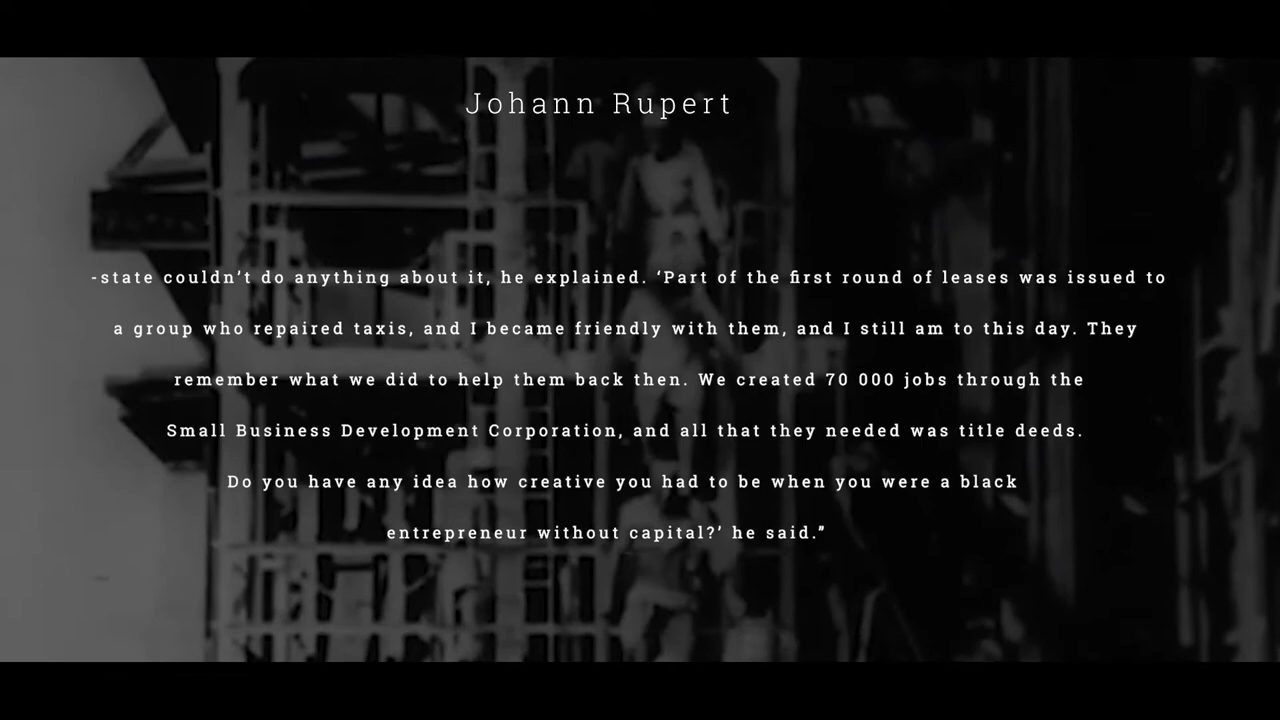 Johann Rupert
-state couldn’t do anything about it, he explained. ‘Part of the first round of leases was issued to
a group who repaired taxis, and I became friendly with them, and I still am to this day. They
remember what we did to help them back then. We created 70 000 jobs through the
Small Business Development Corporation, and all that they needed was title deeds.
Do you have any idea how creative you had to be when you were a black
entrepreneur without capital?’ he said.”